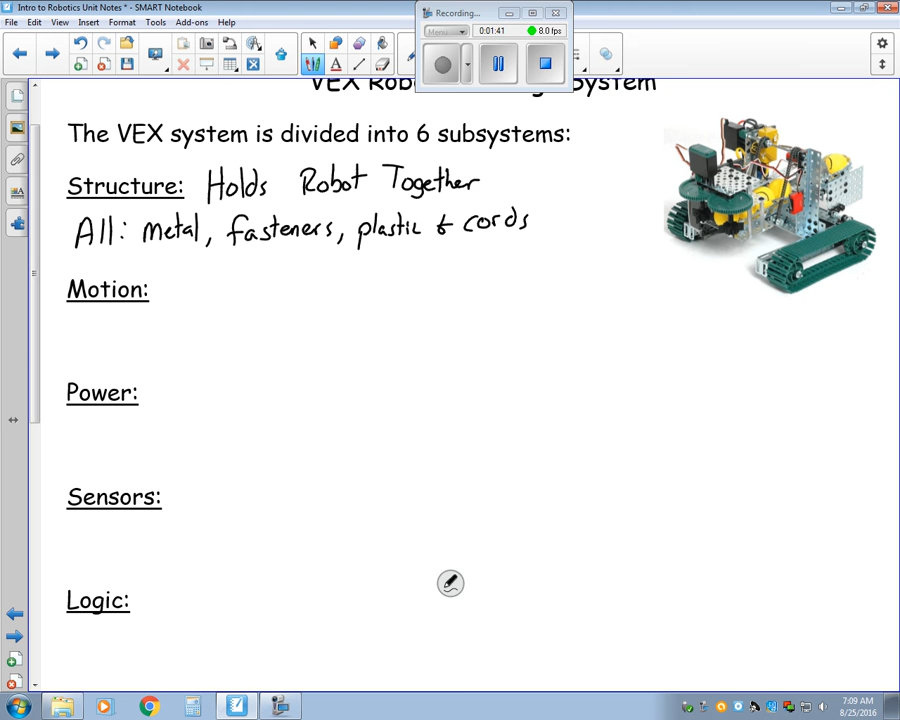 Intro to Robotics Unit Notes * - SMART Notebook
File Edit View Insert Format Tools Add-ons Help
Recording...
Menu
0:01:41
8.0 fps
The VEX system is divided into 6 subsystems:
Structure: Holds Robot Together
All: metal, fasteners, plastic & cords
Motion:
Power:
Sensors:
Logic:
7:09 AM
8/25/2016